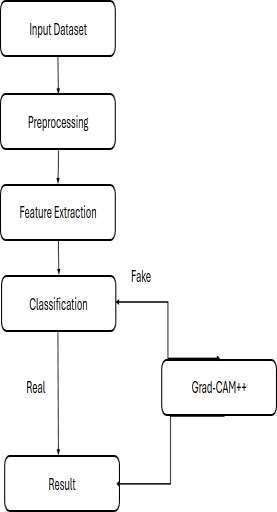 Input Dataset
Preprocessing
Feature Extraction
Fake
Classification
Real
Grad-CAM++
Result